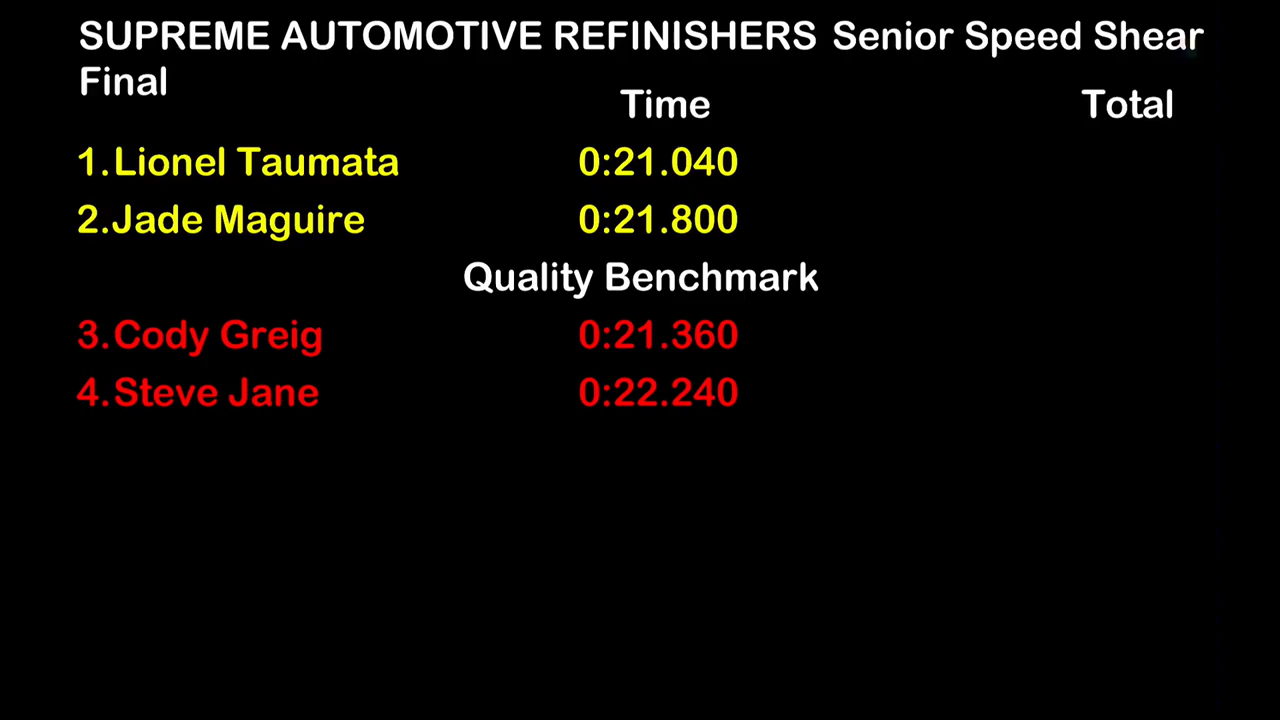 SUPREME AUTOMOTIVE REFINISHERS Senior Speed Shear
Final
Time Total
1.Lionel Taumata 0:21.040
2.Jade Maguire 0:21.800
Quality Benchmark
3.Cody Greig 0:21.360
4.Steve Jane 0:22.240